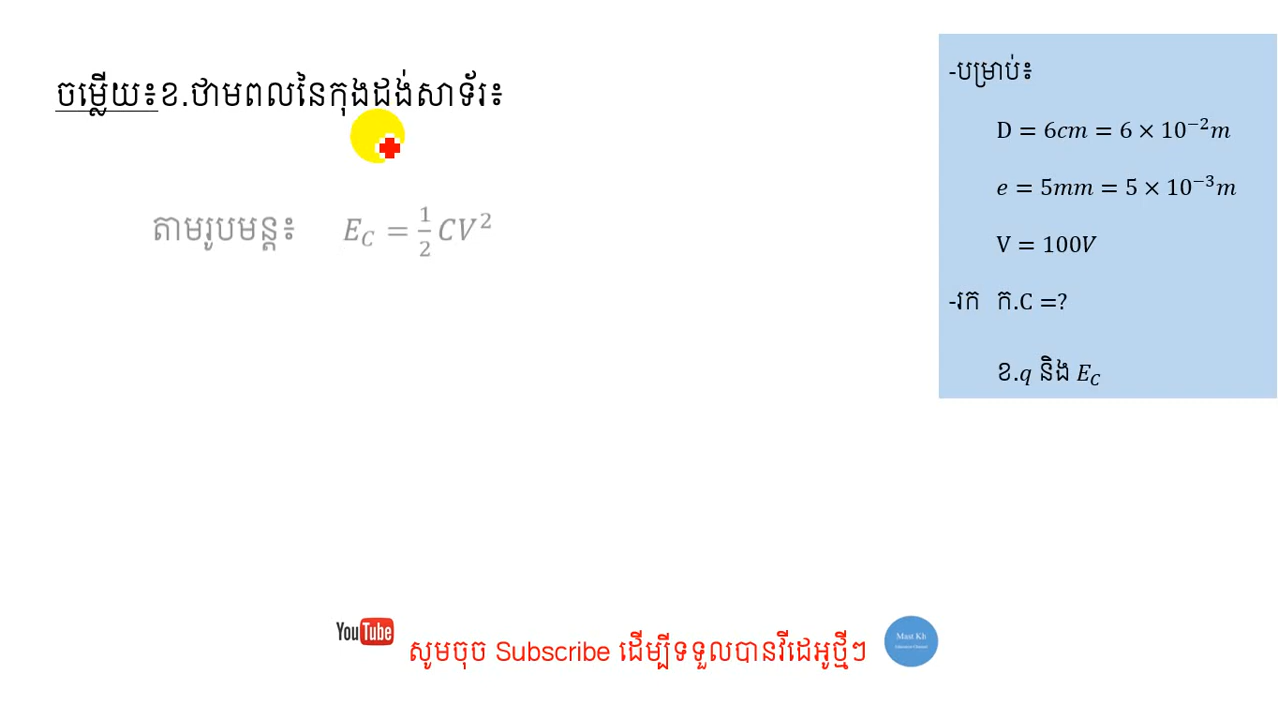 ចម្លើយ៖ខ.ថាមពលនៃកុងដង់សាទ័រ៖
តាមរូបមន្ត៖ E_C = 1/2 CV²
-បម្រាប់៖
D = 6cm = 6 × 10⁻²m
e = 5mm = 5 × 10⁻³m
V = 100V
-រក ក.C =?
ខ.q និង E_C
YouTube
សូមចុច Subscribe ដើម្បីទទួលបានវីដេអូថ្មីៗ
Mast Kh